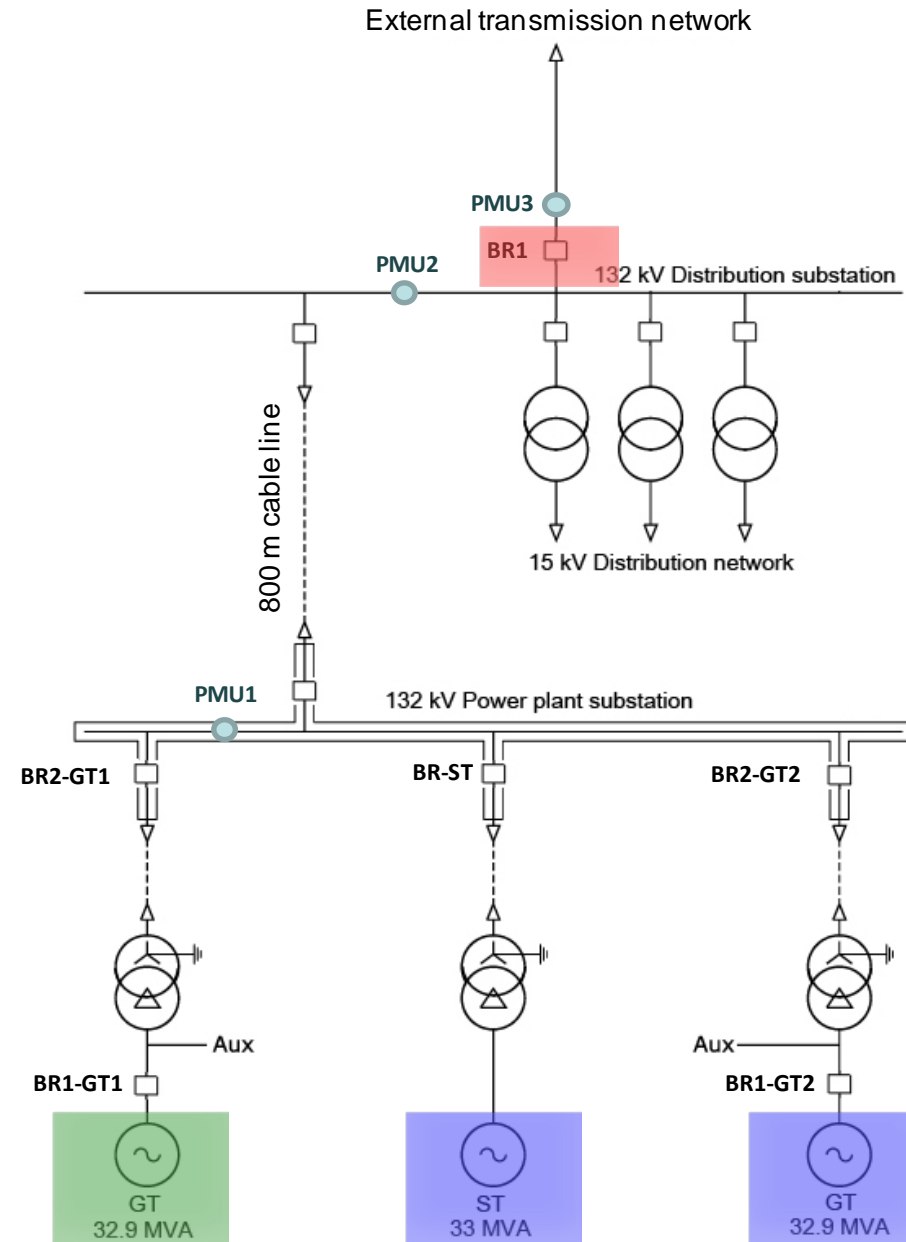 External transmission network
PMU3
BR1
PMU2
132 kV Distribution substation
800 m cable line
15 kV Distribution network
PMU1
132 kV Power plant substation
BR2-GT1
BR-ST
BR2-GT2
Aux
Aux
BR1-GT1
BR1-GT2
GT
32.9 MVA
ST
33 MVA
GT
32.9 MVA